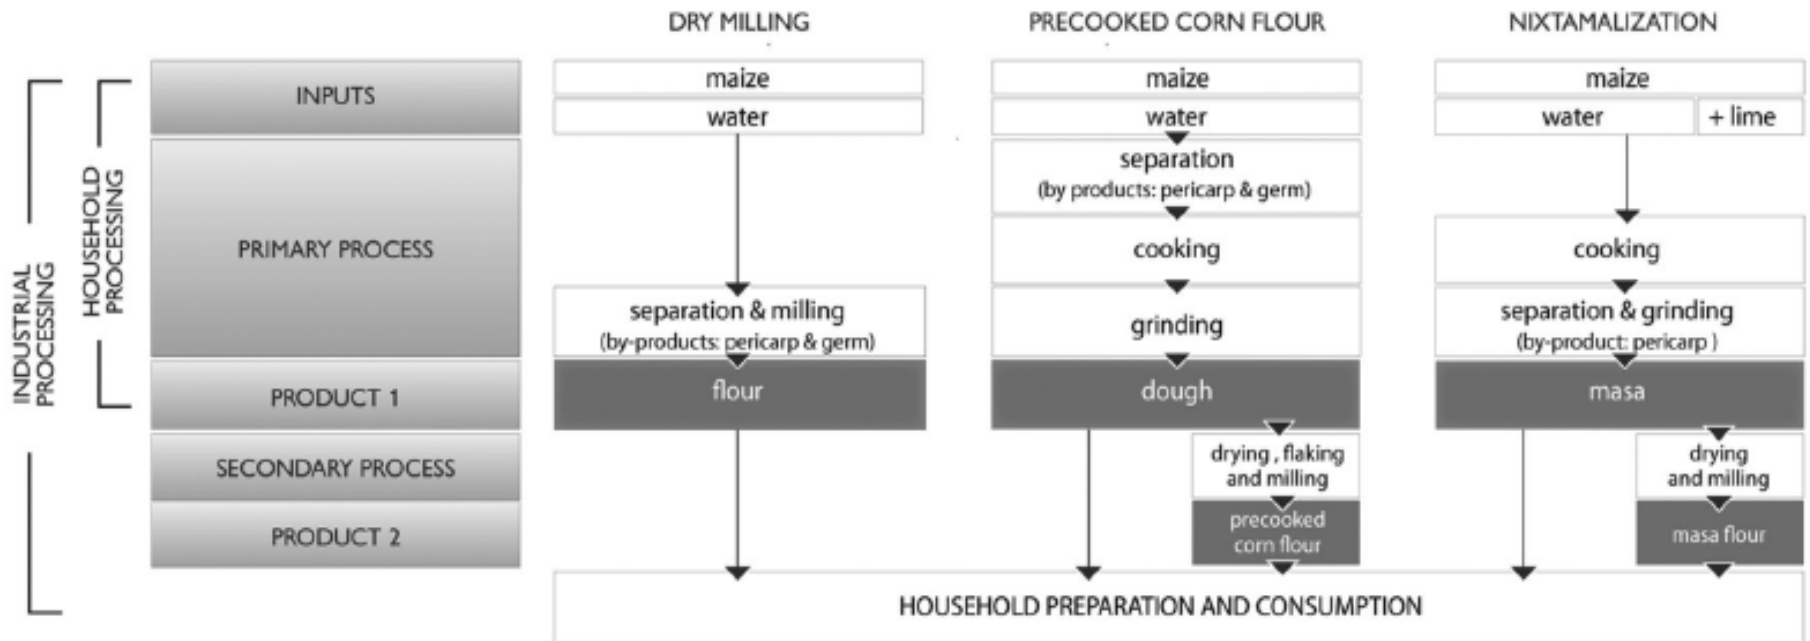 DRY MILLING
PRECOOKED CORN FLOUR
NIXTAMALIZATION
INDUSTRIAL
PROCESSING
HOUSEHOLD
PROCESSING
INPUTS
PRIMARY PROCESS
PRODUCT 1
SECONDARY PROCESS
PRODUCT 2
maize
water
separation & milling
(by-products: pericarp & germ)
flour
maize
water
separation
(by products: pericarp & germ)
cooking
grinding
dough
drying , flaking
and milling
precooked
corn flour
maize
water
+ lime
cooking
separation & grinding
(by-product: pericarp )
masa
drying
and milling
masa flour
HOUSEHOLD PREPARATION AND CONSUMPTION